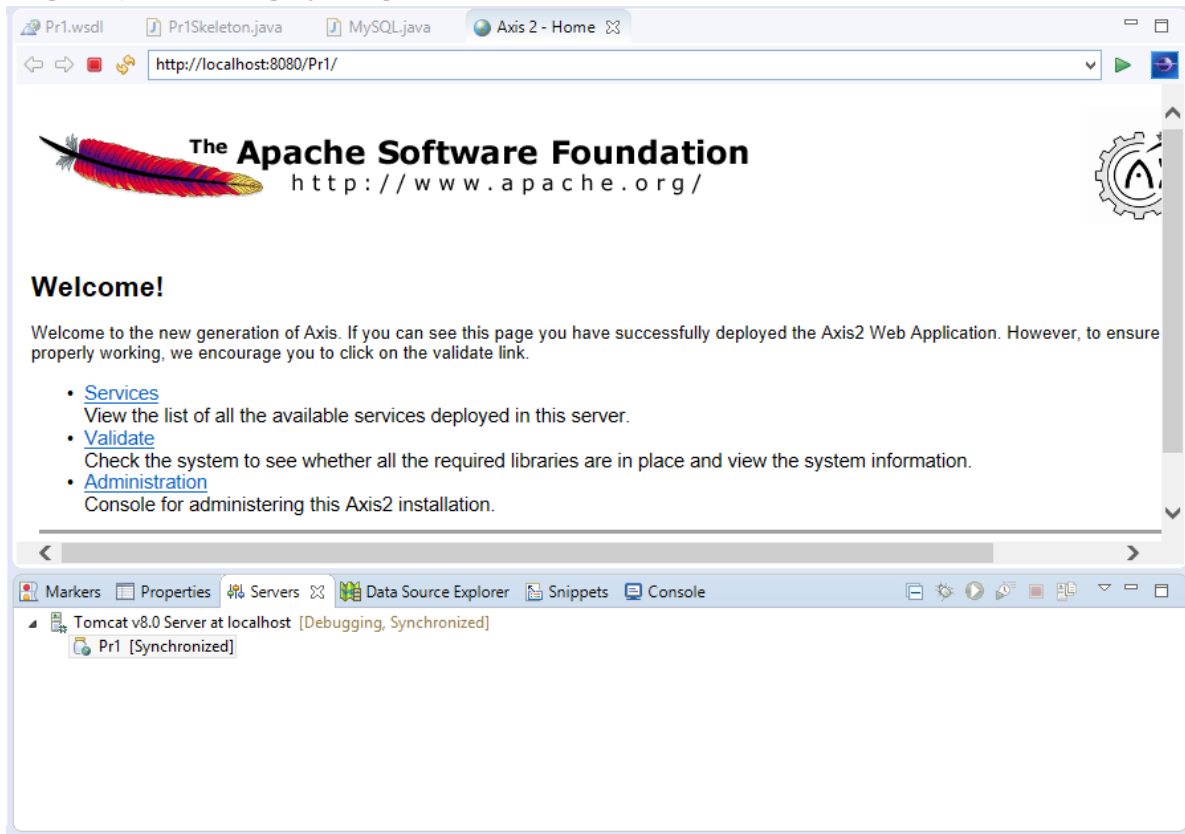 Pr1.wsdl Pr1Skeleton.java MySQL.java Axis 2 - Home
http://localhost:8080/Pr1/
The Apache Software Foundation
http://www.apache.org/
Welcome!
Welcome to the new generation of Axis. If you can see this page you have successfully deployed the Axis2 Web Application. However, to ensure
properly working, we encourage you to click on the validate link.
• Services
View the list of all the available services deployed in this server.
• Validate
Check the system to see whether all the required libraries are in place and view the system information.
• Administration
Console for administering this Axis2 installation.
Markers Properties Servers Data Source Explorer Snippets Console
Tomcat v8.0 Server at localhost [Debugging, Synchronized]
Pr1 [Synchronized]